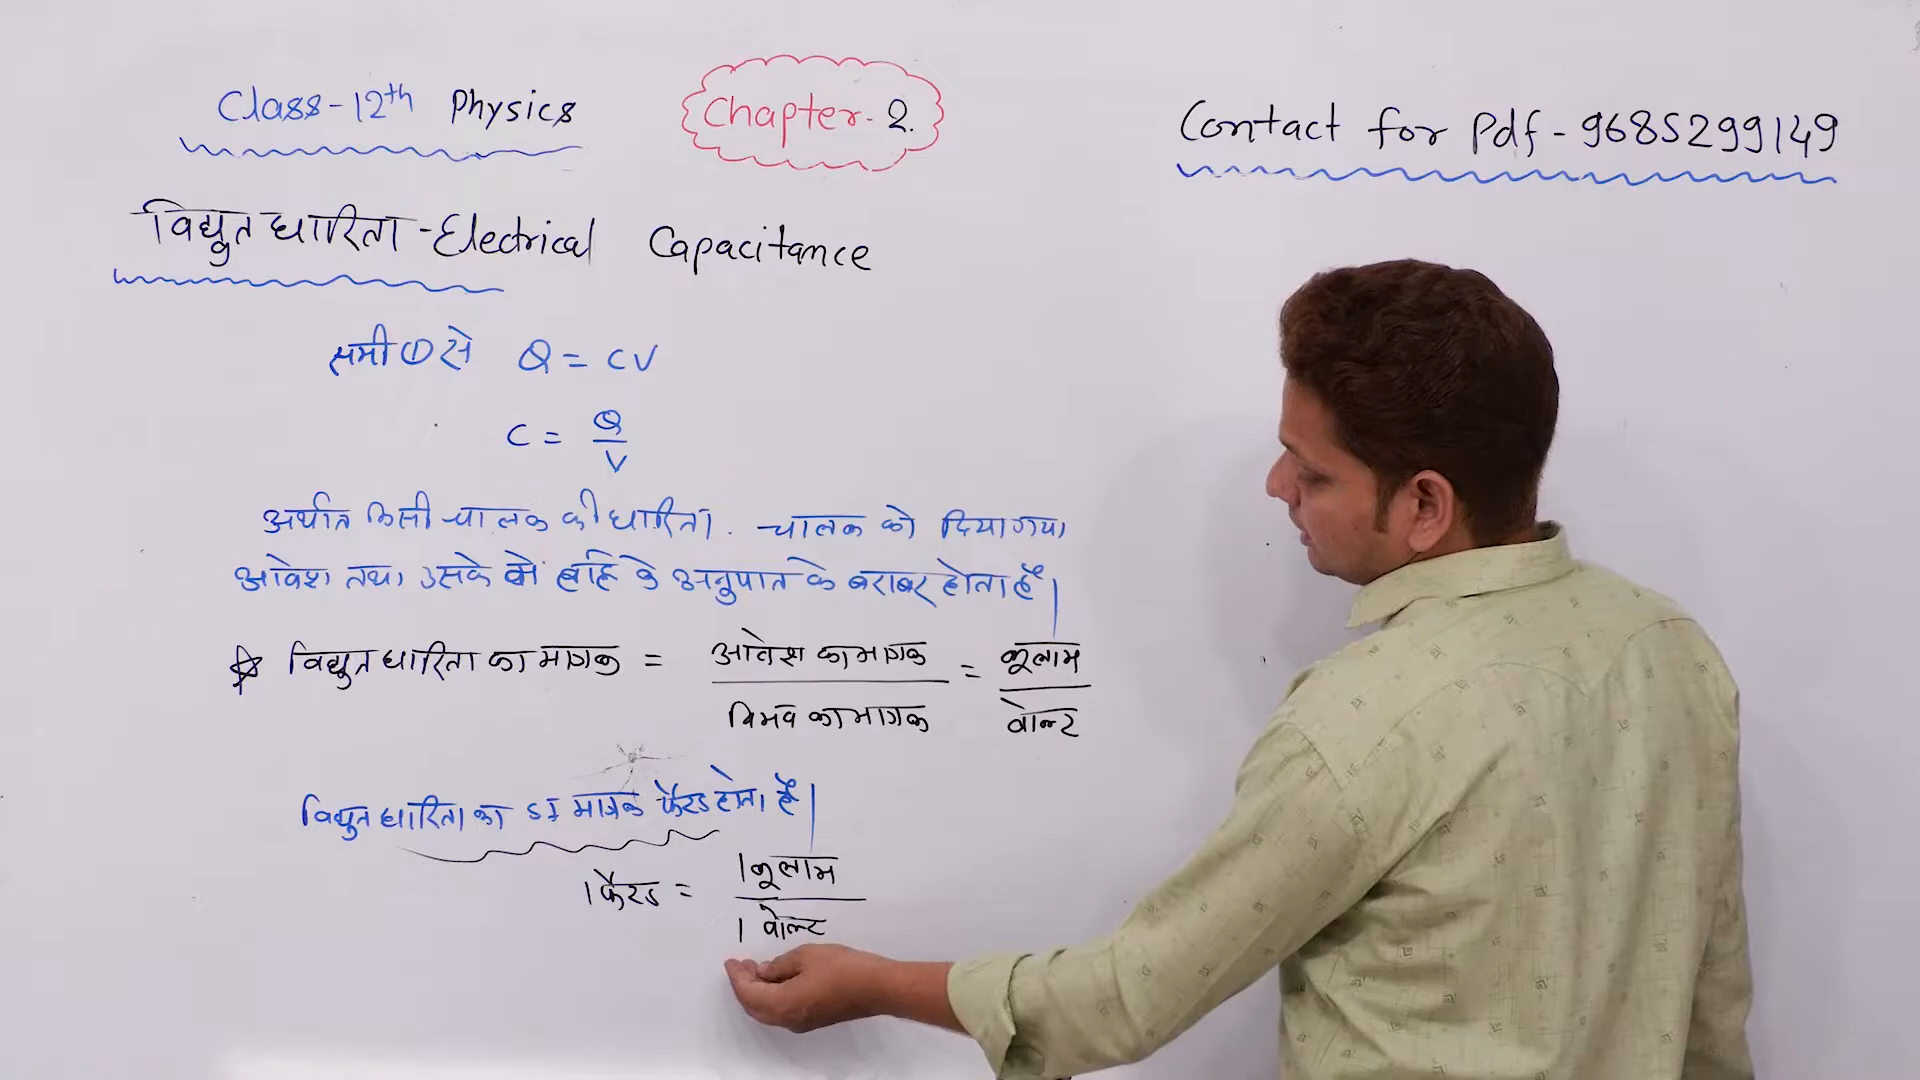 Class-12th Physics
Chapter-2.
Contact for Pdf-9685299149
विद्युत धारिता-Electrical Capacitance
समी ① से Q = CV
C = Q/V
अर्थात किसी चालक की धारिता. चालक को दिया गया
आवेश तथा उसके में के अनुपात के बराबर होता है|
☆ विद्युत धारिता का मात्रक = आवेश का मात्रक/विभव का मात्रक = कूलाम/वोल्ट
विद्युत धारिता का SI मात्रक फैरड होता है|
1 फैरड = 1 कूलाम/1 वोल्ट